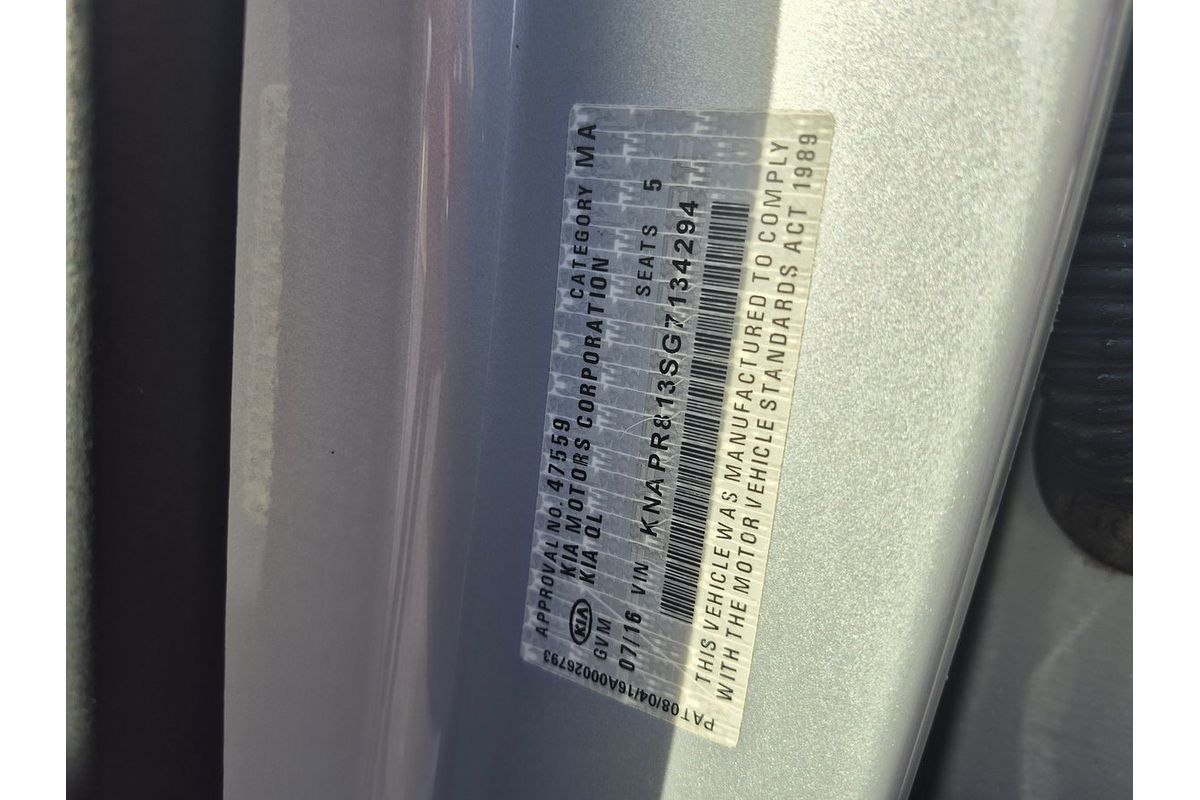 APPROVAL NO. 47559 CATEGORY MA
KIA MOTORS CORPORATION
KIA KIA QL
GVM SEATS 5
07/16 VIN KNAPR813SG7134294
THIS VEHICLE WAS MANUFACTURED TO COMPLY
WITH THE MOTOR VEHICLE STANDARDS ACT 1989
PAT08/04/16A00026793